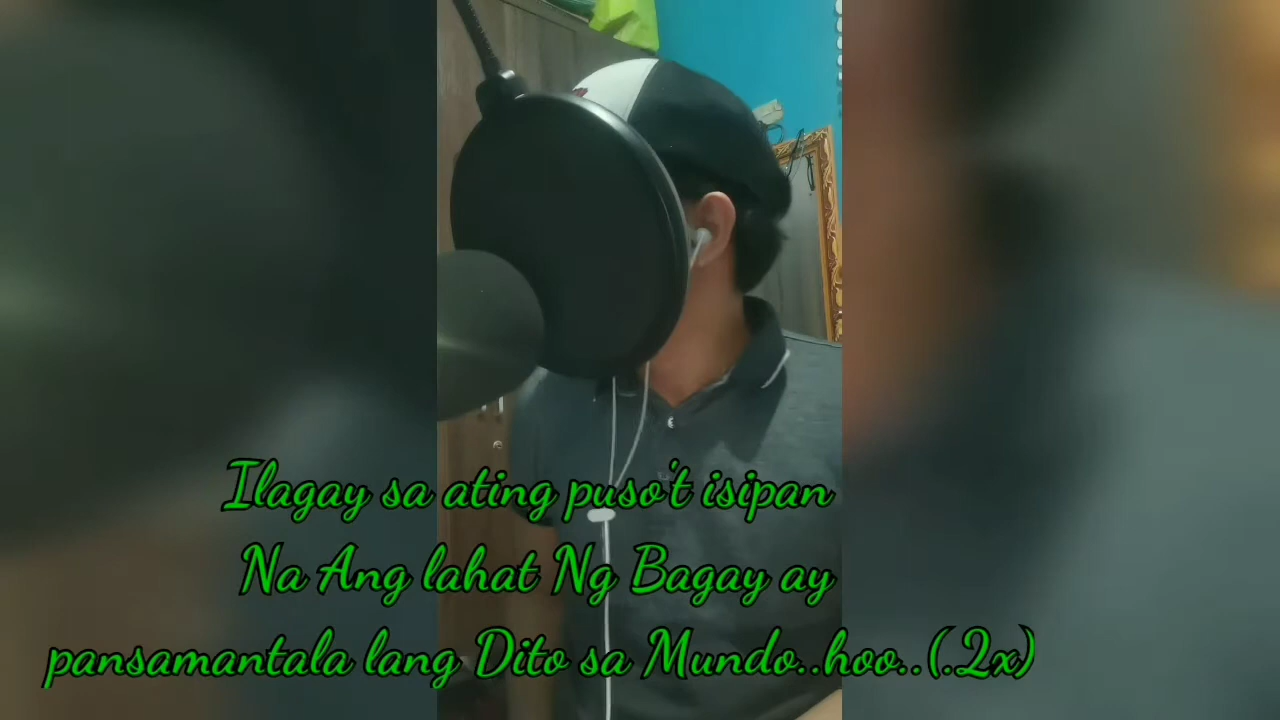 Ilagay sa ating puso't isipan
Na Ang lahat Ng Bagay ay
pansamantala lang Dito sa Mundo..hoo..(.2x)